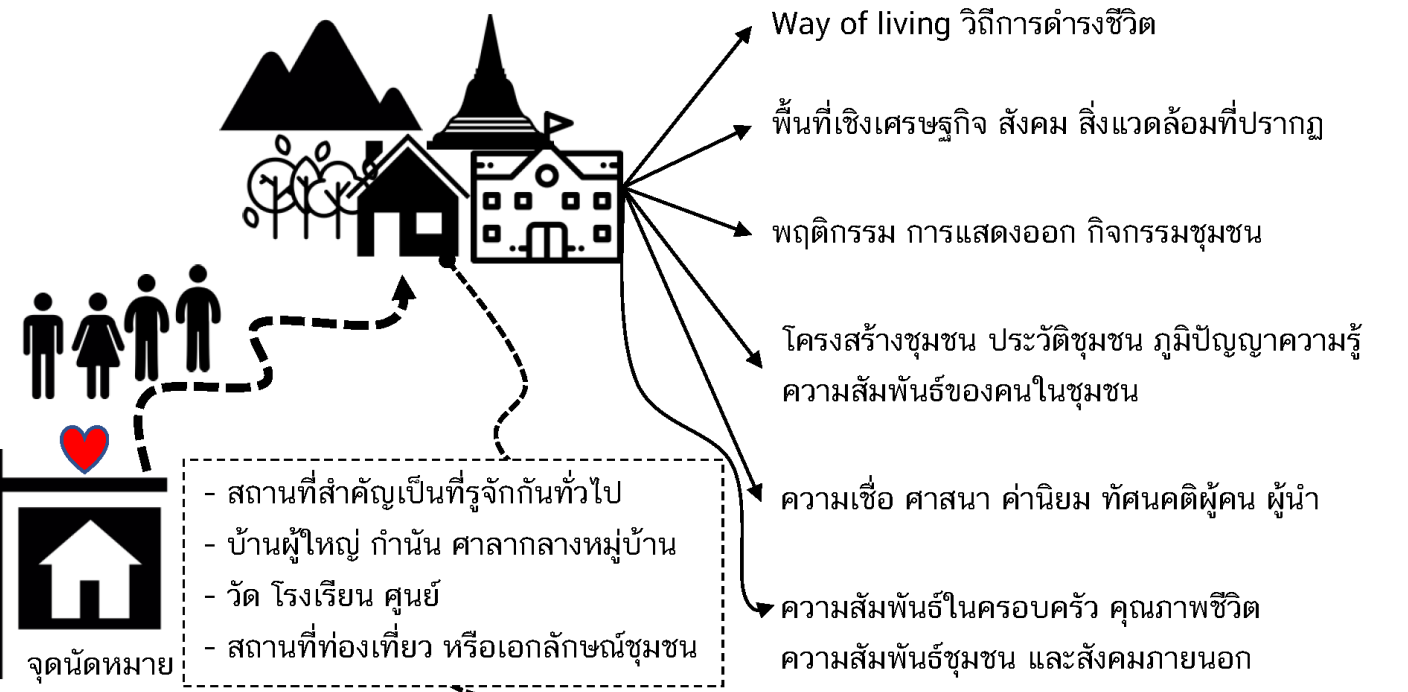 Way of living วิถีการดำรงชีวิต
พื้นที่เชิงเศรษฐกิจ สังคม สิ่งแวดล้อมที่ปรากฏ
พฤติกรรม การแสดงออก กิจกรรมชุมชน
โครงสร้างชุมชน ประวัติชุมชน ภูมิปัญญาความรู้
ความสัมพันธ์ของคนในชุมชน
ความเชื่อ ศาสนา ค่านิยม ทัศนคติผู้คน ผู้นำ
ความสัมพันธ์ในครอบครัว คุณภาพชีวิต
ความสัมพันธ์ชุมชน และสังคมภายนอก
- สถานที่สำคัญเป็นที่รูจักกันทั่วไป
- บ้านผู้ใหญ่ กำนัน ศาลากลางหมู่บ้าน
- วัด โรงเรียน ศูนย์
- สถานที่ท่องเที่ยว หรือเอกลักษณ์ชุมชน
จุดนัดหมาย